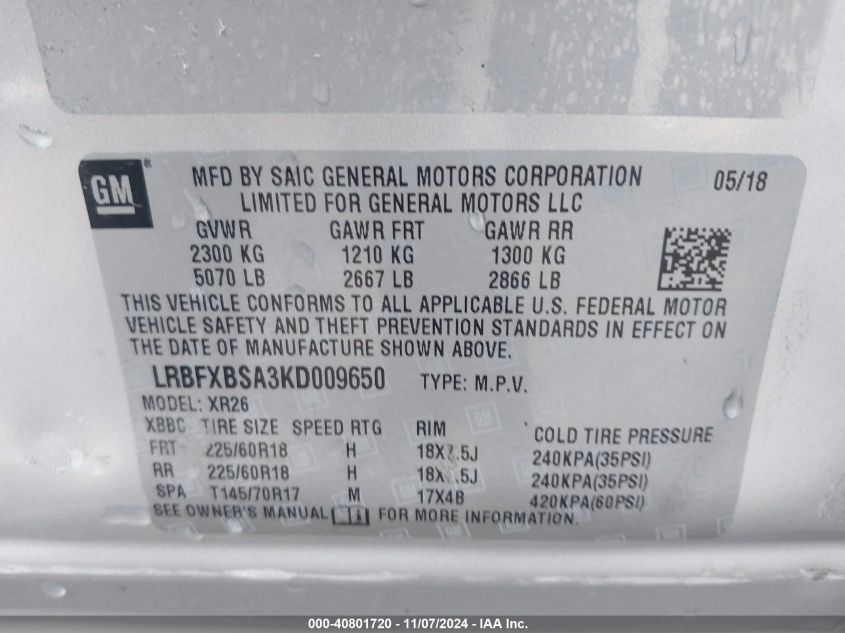 GM ® MFD BY SAIC GENERAL MOTORS CORPORATION 05/18
LIMITED FOR GENERAL MOTORS LLC
GVWR GAWR FRT GAWR RR
2300 KG 1210 KG 1300 KG
5070 LB 2667 LB 2866 LB
THIS VEHICLE CONFORMS TO ALL APPLICABLE U.S. FEDERAL MOTOR
VEHICLE SAFETY AND THEFT PREVENTION STANDARDS IN EFFECT ON
THE DATE OF MANUFACTURE SHOWN ABOVE.
LRBFXBSA3KD009650 TYPE: M.P.V.
MODEL: XR26
XBBC TIRE SIZE SPEED RTG RIM COLD TIRE PRESSURE
FRT 225/60R18 H 240KPA(35PSI)
RR 225/60R18 H 240KPA(35PSI)
SPA T145/70R17 M 17X4B 420KPA(60PSI)
SEE OWNER'S MANUAL FOR MORE INFORMATION.
000-40801720 - 11/07/2024 - IAA Inc.